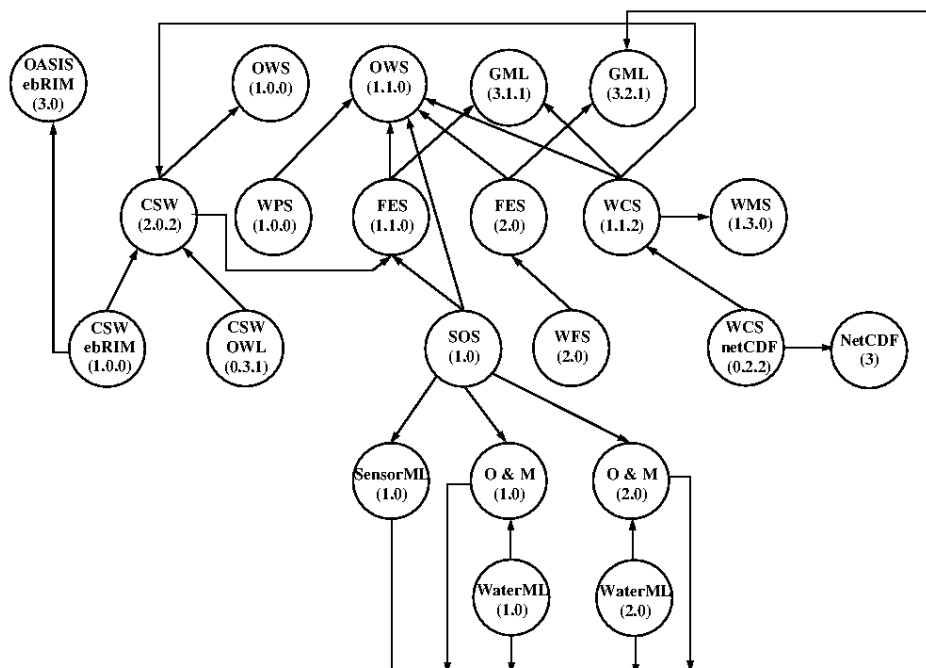 OASIS
ebRIM
(3.0)
OWS
(1.0.0)
OWS
(1.1.0)
GML
(3.1.1)
GML
(3.2.1)
CSW
(2.0.2)
WPS
(1.0.0)
FES
(1.1.0)
FES
(2.0)
WCS
(1.1.2)
WMS
(1.3.0)
CSW
ebRIM
(1.0.0)
CSW
OWL
(0.3.1)
SOS
(1.0)
WFS
(2.0)
WCS
netCDF
(0.2.2)
NetCDF
(3)
SensorML
(1.0)
O & M
(1.0)
O & M
(2.0)
WaterML
(1.0)
WaterML
(2.0)